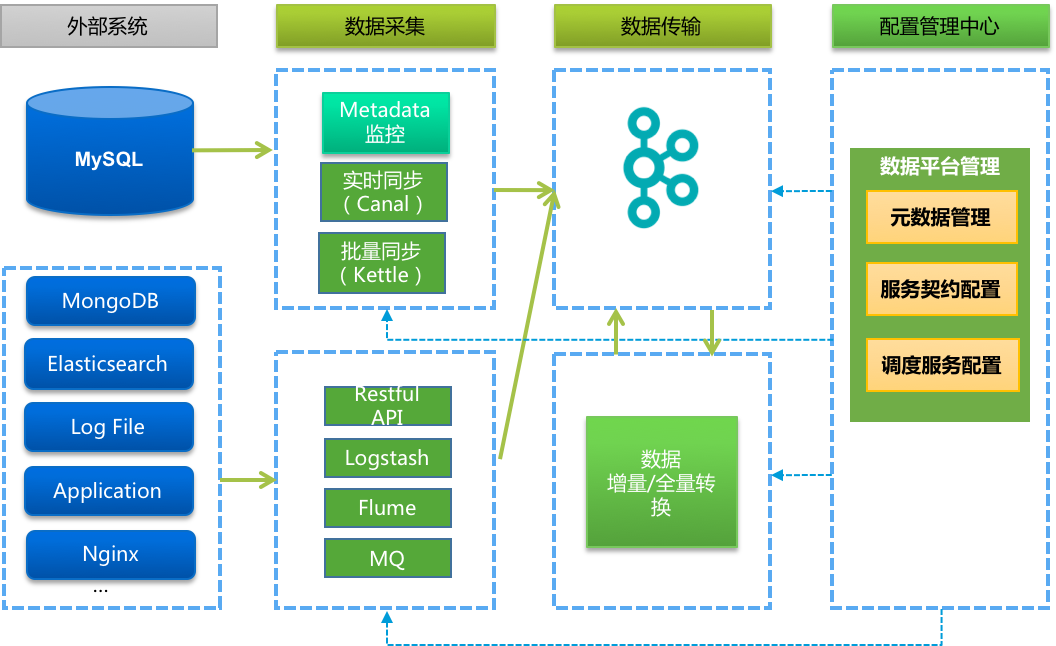 外部系统
数据采集
数据传输
配置管理中心
MySQL
Metadata
监控
实时同步
（Canal）
批量同步
（Kettle）
数据平台管理
元数据管理
服务契约配置
调度服务配置
MongoDB
Elasticsearch
Log File
Application
Nginx
...
Restful
API
Logstash
Flume
MQ
数据
增量/全量转
换